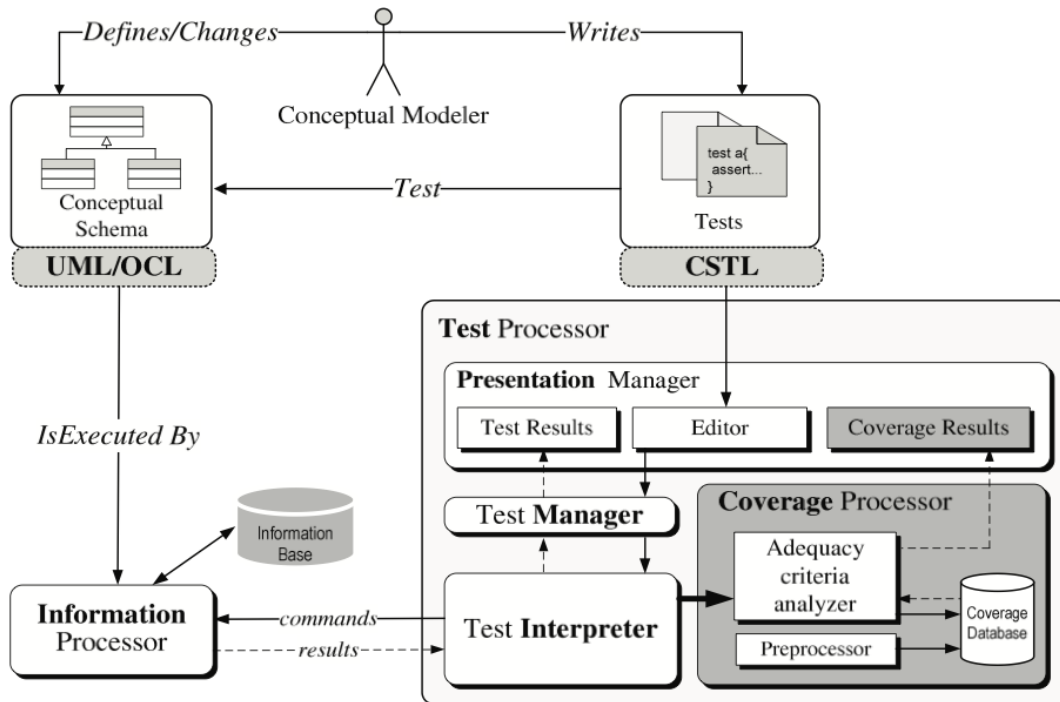 Defines/Changes
Writes
Conceptual Modeler
Conceptual
Schema
UML/OCL
Test
test a{
assert...
}
Tests
CSTL
Test Processor
Presentation Manager
Test Results
Editor
Coverage Results
IsExecuted By
Information
Base
Test Manager
Coverage Processor
Adequacy
criteria
analyzer
Coverage
Database
Preprocessor
Information
Processor
commands
results
Test Interpreter